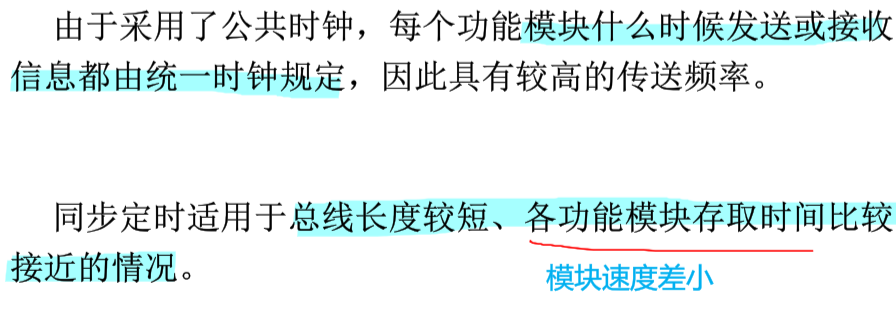 由于采用了公共时钟，每个功能模块什么时候发送或接收
信息都由统一时钟规定，因此具有较高的传送频率。
同步定时适用于总线长度较短、各功能模块存取时间比较
接近的情况。
模块速度差小